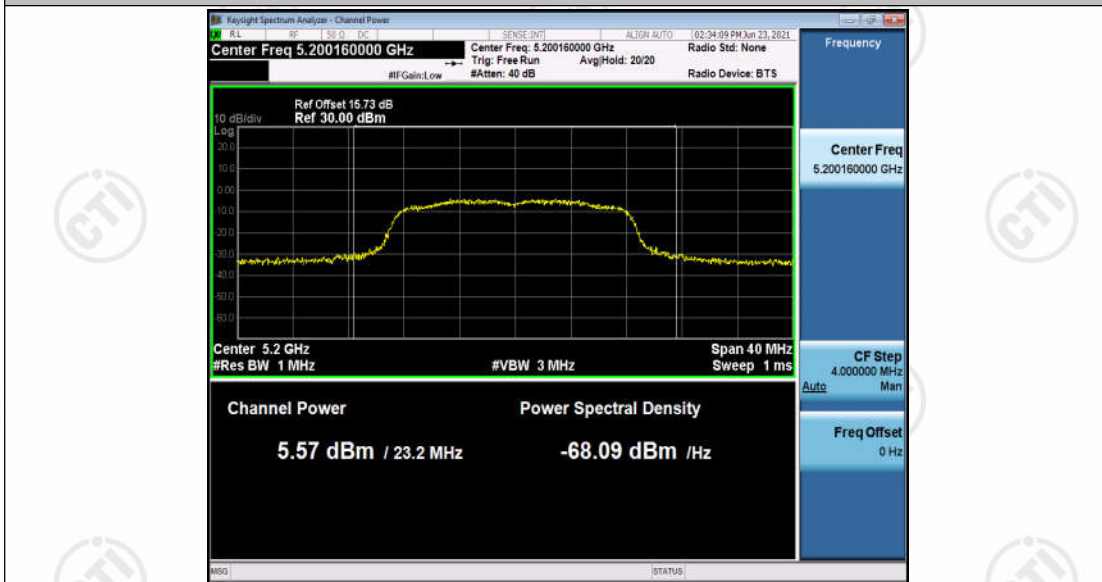 Keysight Spectrum Analyzer - Channel Power
RL RF 50 Ω DC SENSE:INT ALIGN AUTO 02:34:09 PM Jun 23, 2021
Center Freq 5.200160000 GHz
Center Freq: 5.200160000 GHz
Radio Std: None
Trig: Free Run Avg|Hold: 20/20
#IFGain:Low
#Atten: 40 dB
Radio Device: BTS
Frequency
Ref Offset 15.73 dB
10 dB/div Ref 30.00 dBm
Log
20.0
10.0
0.00
-10.0
-20.0
-30.0
-40.0
-50.0
-60.0
Center Freq
5.200160000 GHz
Center 5.2 GHz
Span 40 MHz
#Res BW 1 MHz
#VBW 3 MHz
Sweep 1 ms
CF Step
4.000000 MHz
Auto Man
Channel Power
Power Spectral Density
Freq Offset
0 Hz
5.57 dBm / 23.2 MHz
-68.09 dBm /Hz
MSG
STATUS
CTI
CTI
CTI
CTI